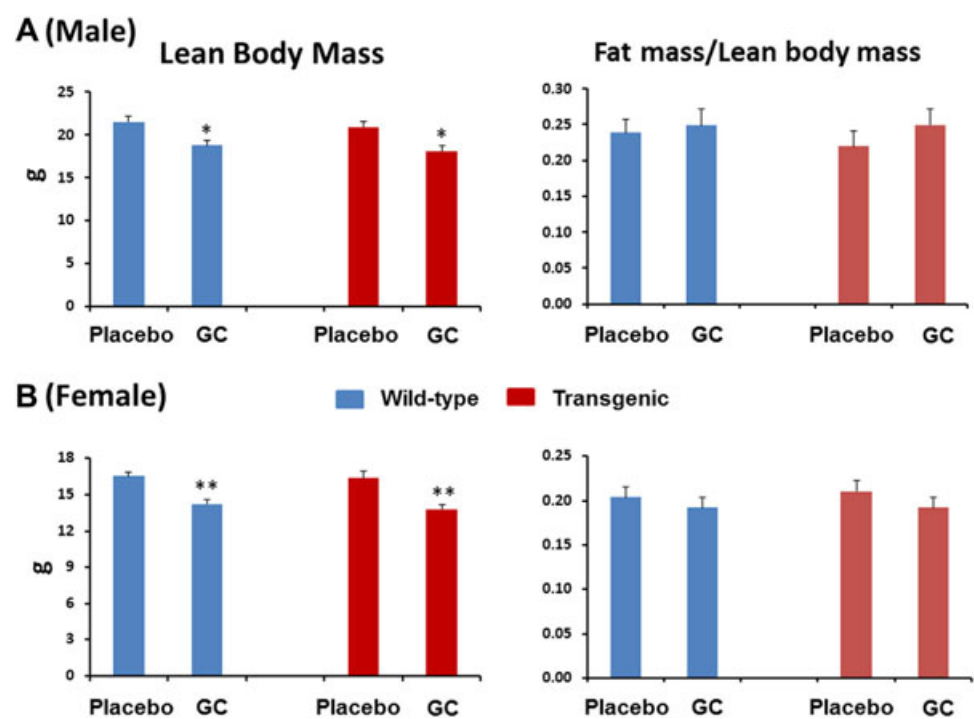 A (Male)
Lean Body Mass
Fat mass/Lean body mass
25
20
15
10
5
0
g
*
*
Placebo GC Placebo GC
0.30
0.25
0.20
0.15
0.10
0.05
0.00
Placebo GC Placebo GC
B (Female)
Wild-type Transgenic
18
15
12
9
6
3
0
g
**
**
Placebo GC Placebo GC
0.25
0.20
0.15
0.10
0.05
0.00
Placebo GC Placebo GC